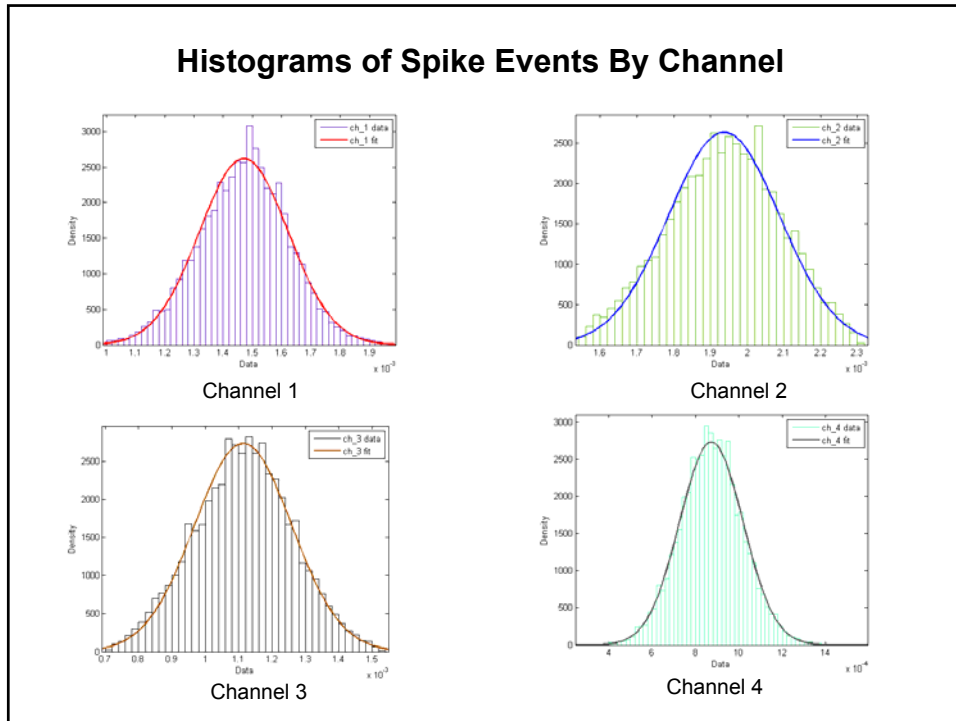 Histograms of Spike Events By Channel
ch_1 data
ch_1 fit
3000
2500
2000
1500
1000
500
0
Density
1 1.1 1.2 1.3 1.4 1.5 1.6 1.7 1.8 1.9
Data
x 10⁻³
Channel 1
ch_2 data
ch_2 fit
2500
2000
1500
1000
500
0
Density
1.6 1.7 1.8 1.9 2 2.1 2.2 2.3
Data
x 10⁻³
Channel 2
ch_3 data
ch_3 fit
2500
2000
1500
1000
500
0
Density
0.7 0.8 0.9 1 1.1 1.2 1.3 1.4 1.5
Data
x 10⁻³
Channel 3
ch_4 data
ch_4 fit
3000
2500
2000
1500
1000
500
0
Density
4 6 8 10 12 14
Data
x 10⁻⁴
Channel 4